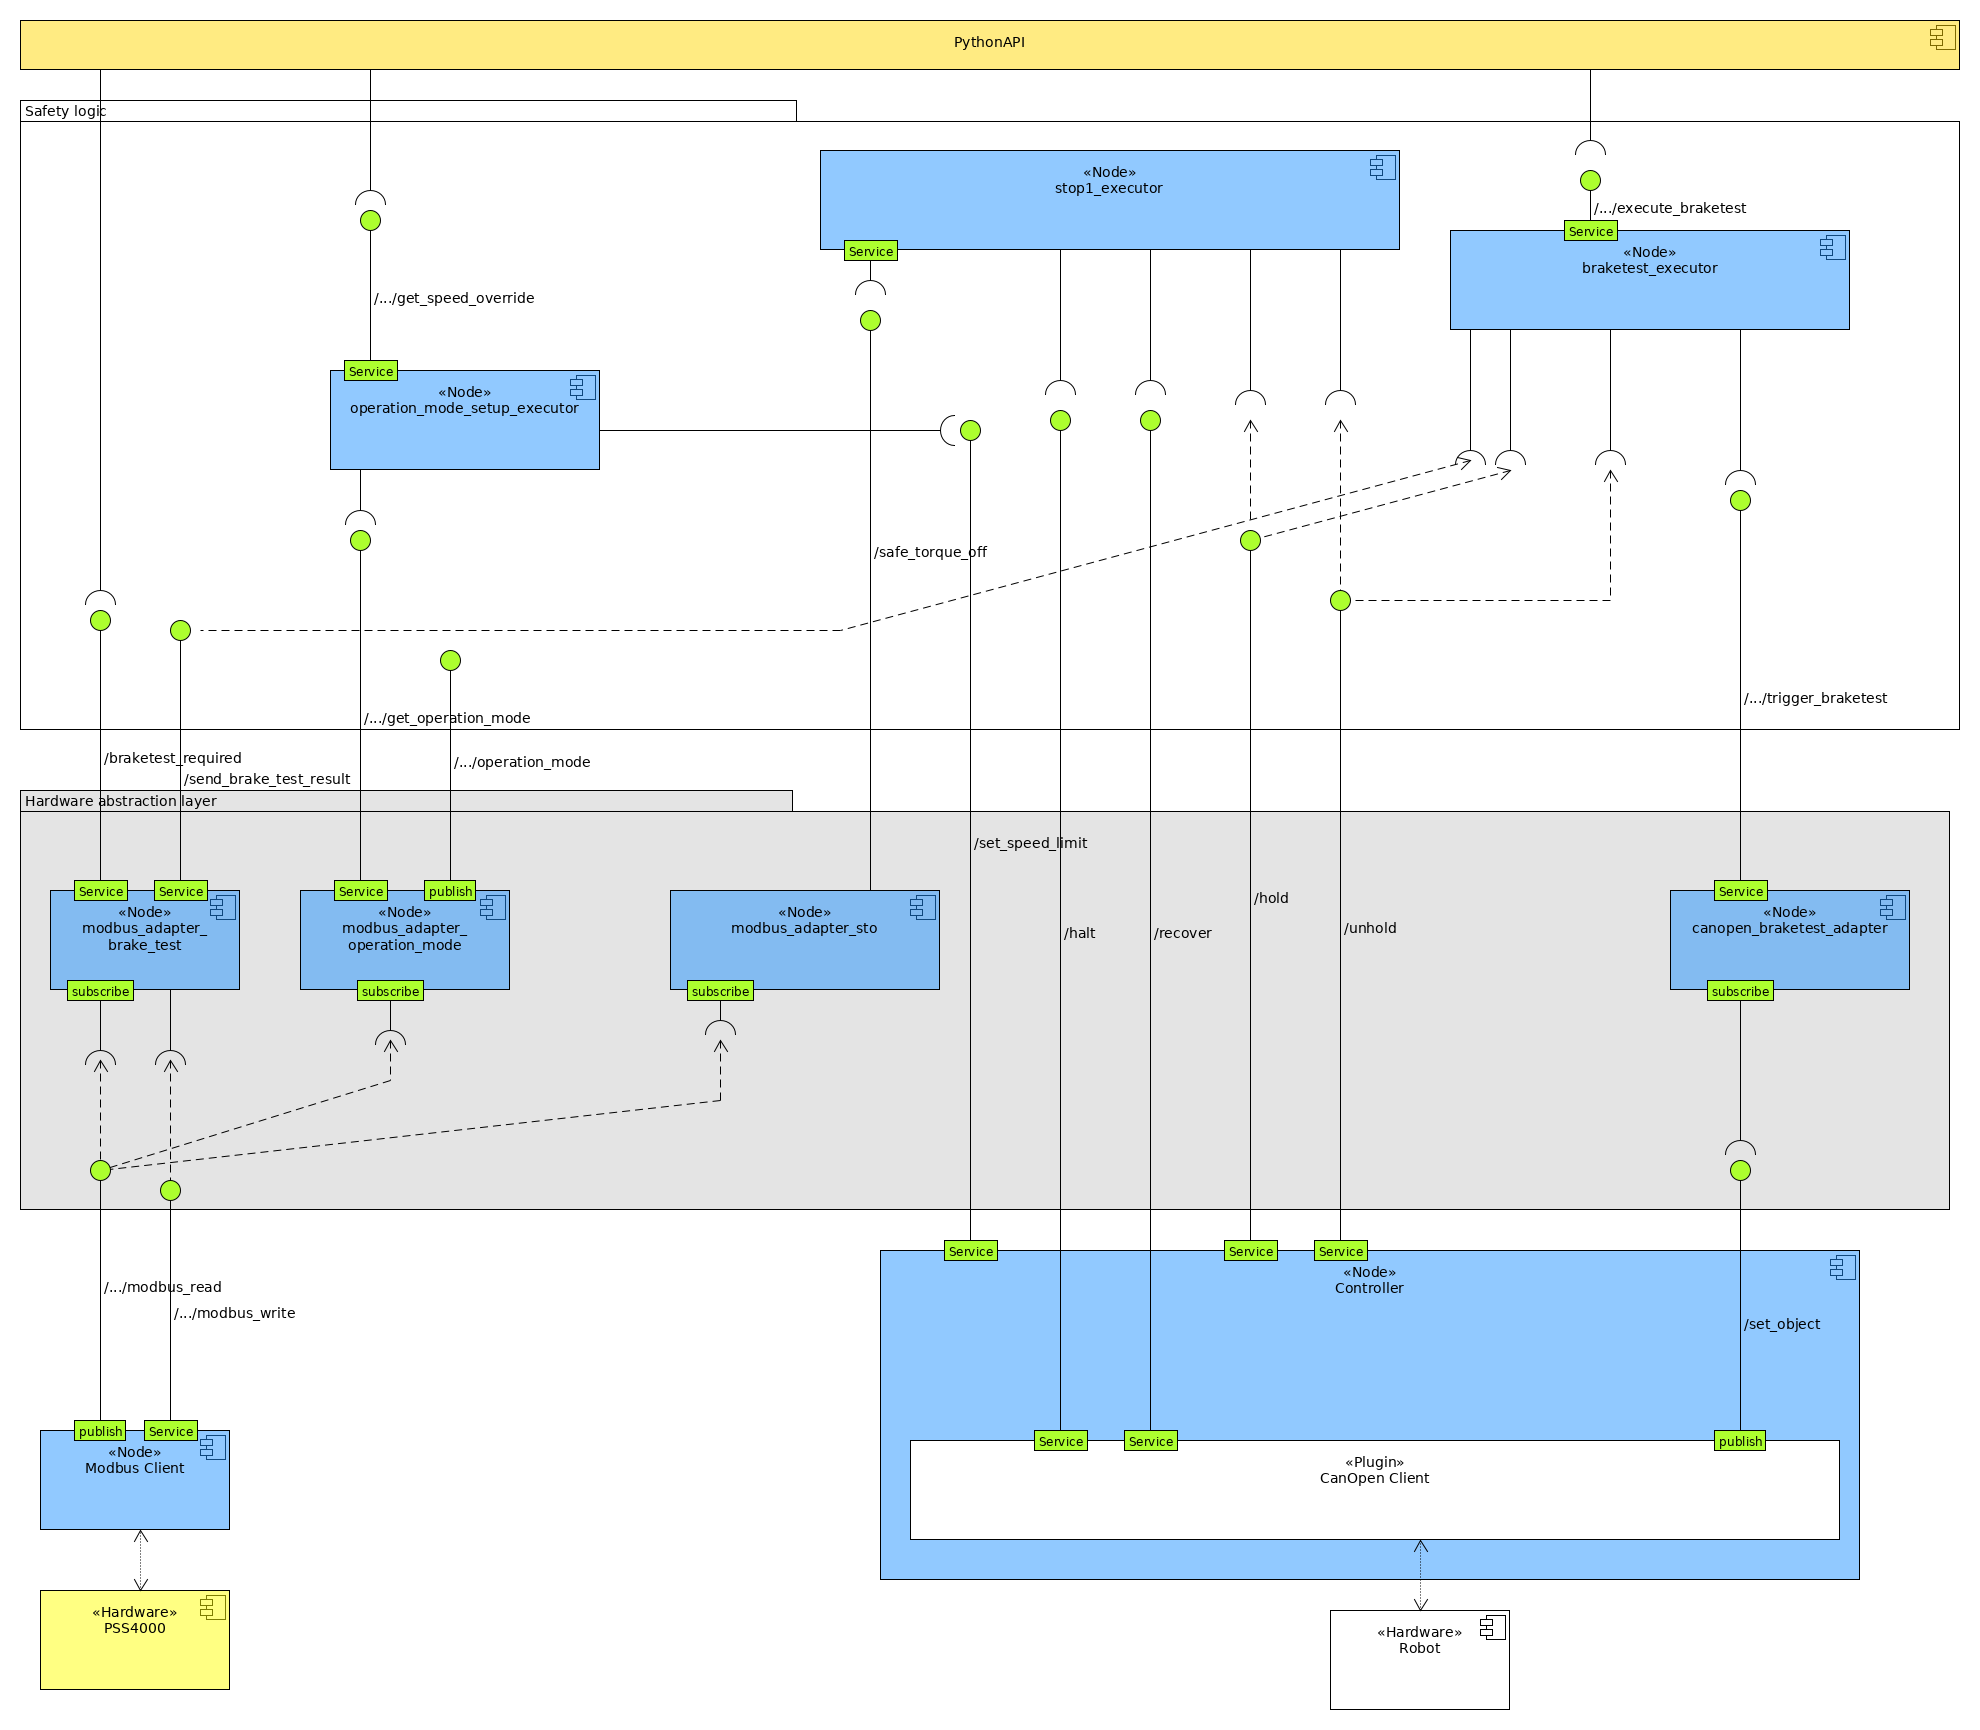 PythonAPI
Safety logic
«Node»
stop1_executor
Service
/.../execute_braketest
Service
«Node»
braketest_executor
/.../get_speed_override
Service
«Node»
operation_mode_setup_executor
/safe_torque_off
/.../get_operation_mode
/.../trigger_braketest
/braketest_required
/.../operation_mode
/send_brake_test_result
Hardware abstraction layer
/set_speed_limit
Service
Service
«Node»
modbus_adapter_
brake_test
subscribe
Service
publish
«Node»
modbus_adapter_
operation_mode
subscribe
«Node»
modbus_adapter_sto
subscribe
/hold
/halt
/recover
/unhold
Service
«Node»
canopen_braketest_adapter
subscribe
Service
Service
Service
«Node»
Controller
/.../modbus_read
/.../modbus_write
/set_object
publish
Service
«Node»
Modbus Client
Service
Service
publish
«Plugin»
CanOpen Client
«Hardware»
PSS4000
«Hardware»
Robot